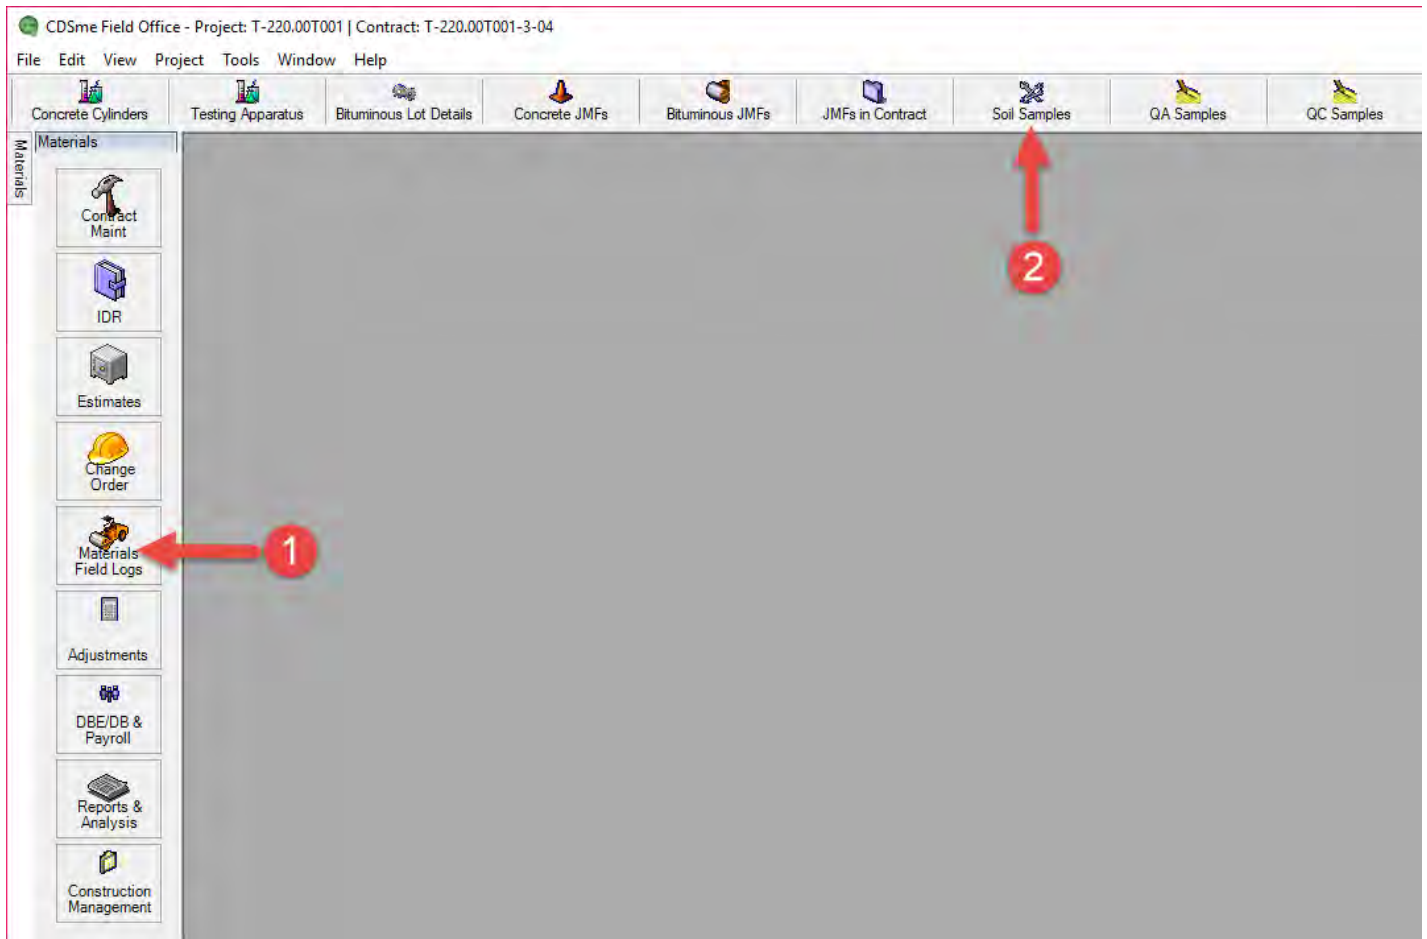 CDSme Field Office - Project: T-220.00T001 | Contract: T-220.00T001-3-04
File Edit View Project Tools Window Help
Concrete Cylinders Testing Apparatus Bituminous Lot Details Concrete JMFs Bituminous JMFs JMFs in Contract Soil Samples QA Samples QC Samples
Materials
Materials
Contract
Maint
2
IDR
Estimates
Change
Order
1
Materials
Field Logs
Adjustments
DBE/DB &
Payroll
Reports &
Analysis
Construction
Management